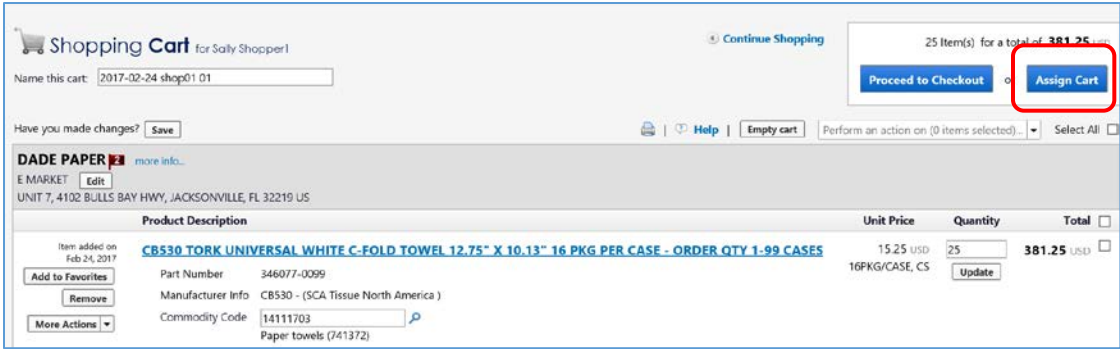 Shopping Cart for Sally Shopper1
Continue Shopping
25 Item(s) for a total of 381.25 USD
Name this cart: 2017-02-24 shop01 01
Proceed to Checkout o Assign Cart
Have you made changes? Save
Help | Empty cart Perform an action on (0 items selected)... Select All
DADE PAPER 2 more info...
E MARKET Edit
UNIT 7, 4102 BULLS BAY HWY, JACKSONVILLE, FL 32219 US
Product Description Unit Price Quantity Total
Item added on
Feb 24, 2017
CB530 TORK UNIVERSAL WHITE C-FOLD TOWEL 12.75" X 10.13" 16 PKG PER CASE - ORDER QTY 1-99 CASES
15.25 USD 25 381.25 USD
16PKG/CASE, CS Update
Add to Favorites
Part Number 346077-0099
Remove
Manufacturer Info CB530 - (SCA Tissue North America )
More Actions
Commodity Code 14111703
Paper towels (741372)